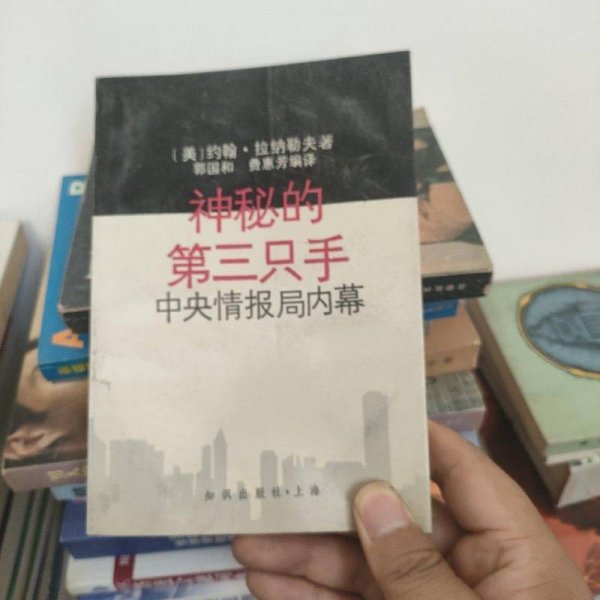 （美）约翰·拉纳勒夫著
郭国和 费惠芳编译
神秘的
第三只手
中央情报局内幕
知识出版社·上海